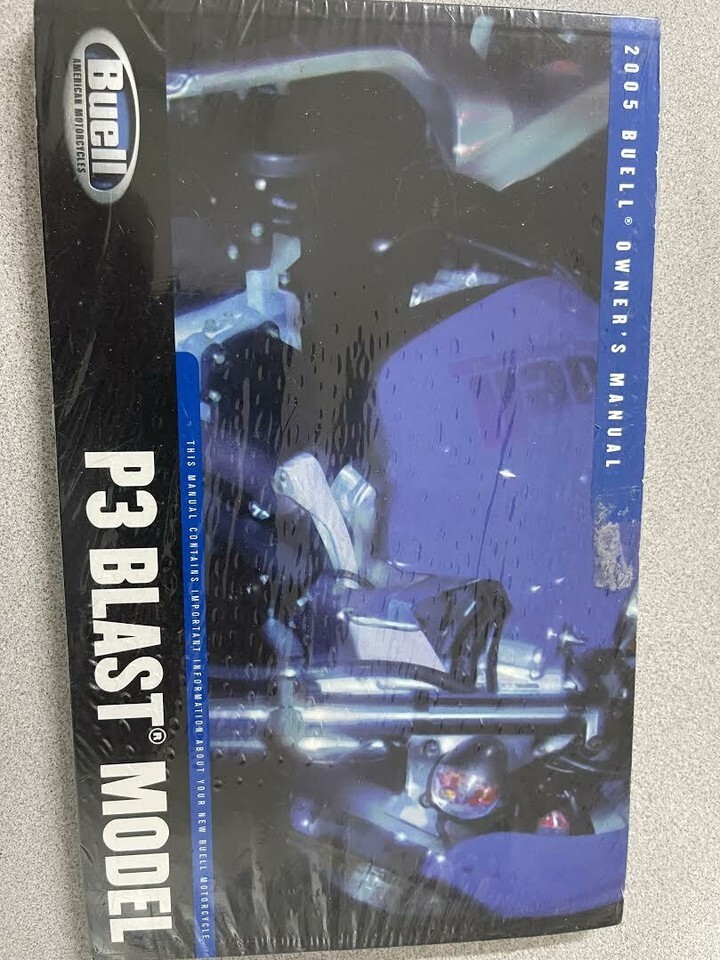 2005 BUELL® OWNER'S MANUAL
Buell
AMERICAN MOTORCYCLES
THIS MANUAL CONTAINS IMPORTANT INFORMATION ABOUT YOUR NEW BUELL MOTORCYCLE
P3 BLAST® MODEL